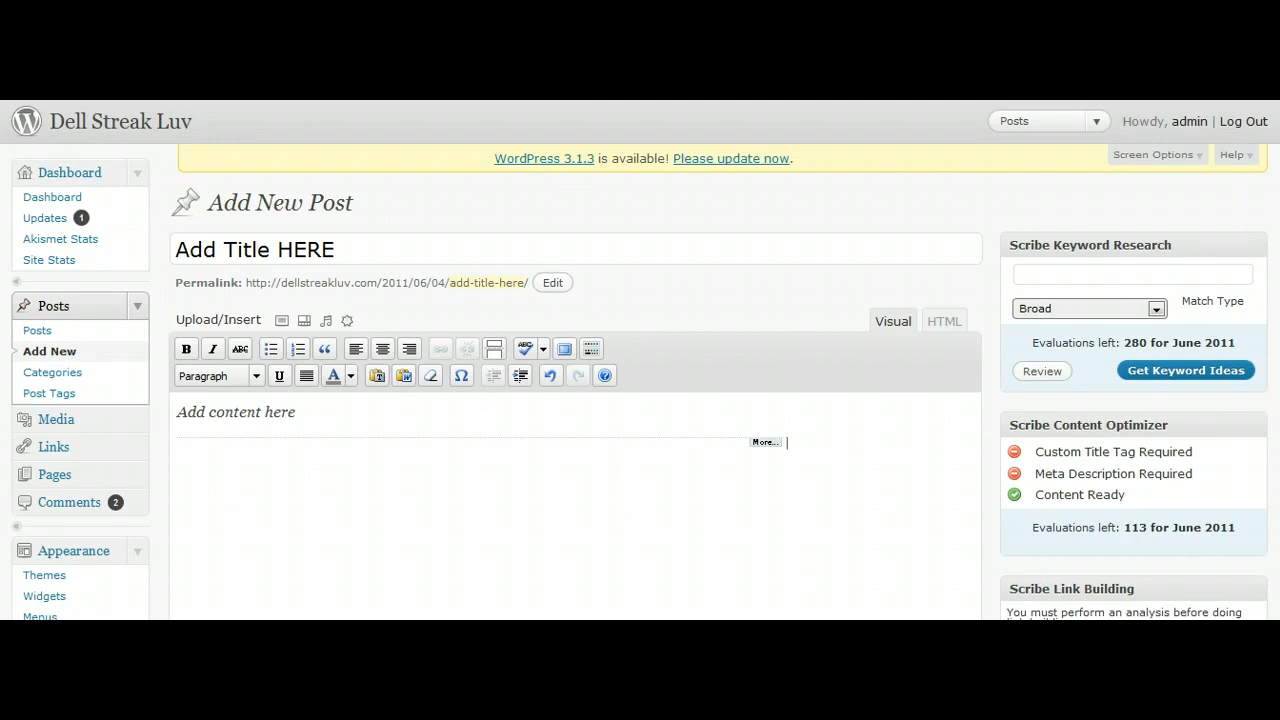 Dell Streak Luv
Posts
Howdy, admin | Log Out
WordPress 3.1.3 is available! Please update now.
Screen Options
Help
Dashboard
Dashboard
Updates 1
Akismet Stats
Site Stats
Posts
Posts
Add New
Categories
Post Tags
Media
Links
Pages
Comments 2
Appearance
Themes
Widgets
Menus
Add New Post
Add Title HERE
Permalink: http://dellstreakluv.com/2011/06/04/add-title-here/ Edit
Upload/Insert
Visual
HTML
B I ABC
ABC
Paragraph
U
A
Ω
Add content here
More...
Scribe Keyword Research
Broad
Match Type
Evaluations left: 280 for June 2011
Review
Get Keyword Ideas
Scribe Content Optimizer
Custom Title Tag Required
Meta Description Required
Content Ready
Evaluations left: 113 for June 2011
Scribe Link Building
You must perform an analysis before doing